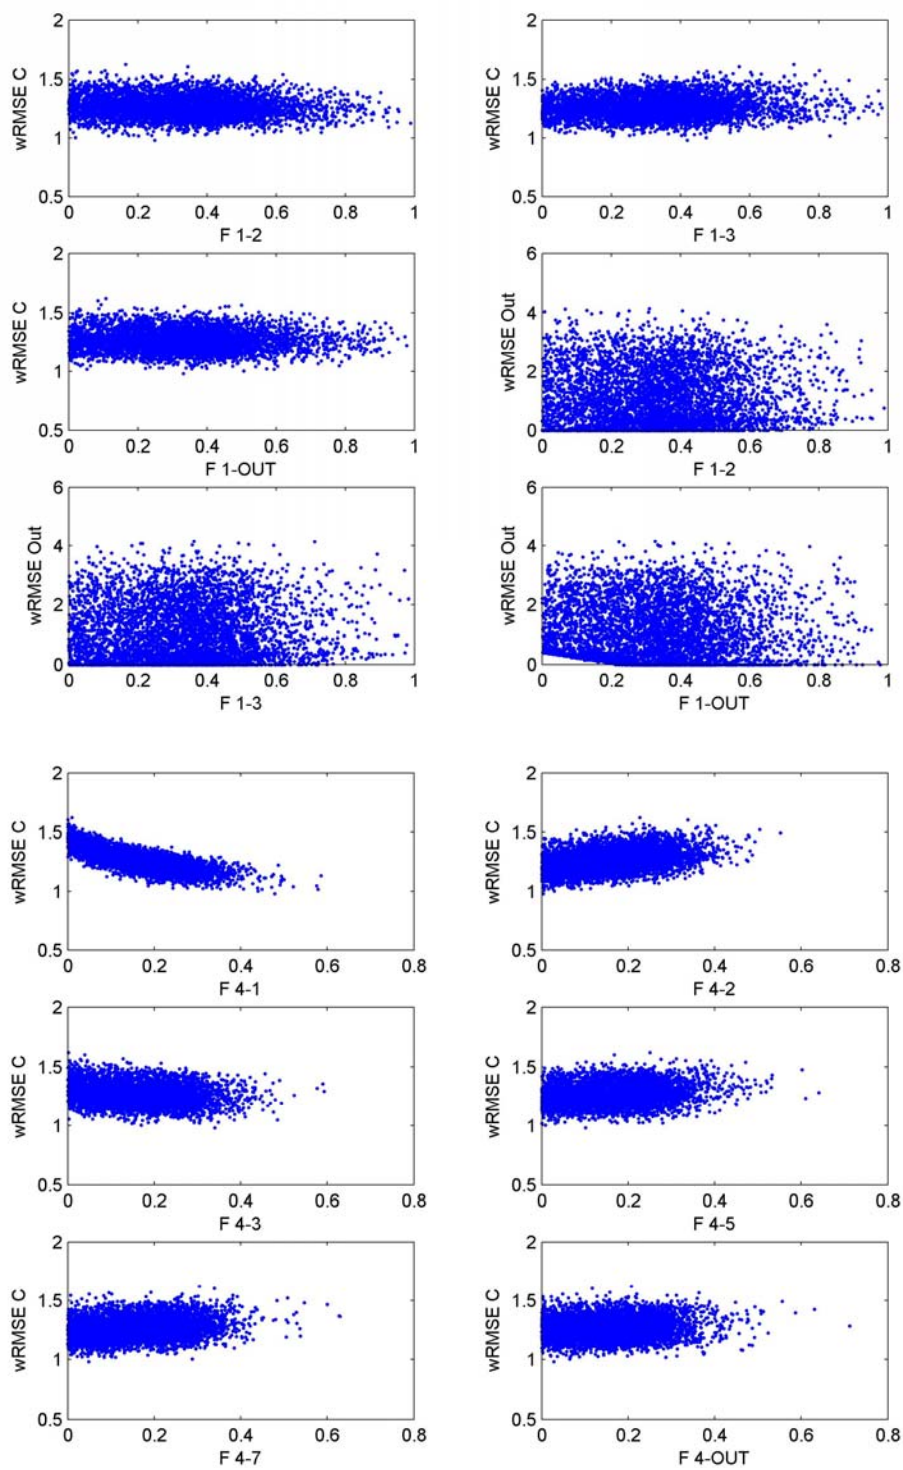 2 2
1.5 1.5
wRMSE C wRMSE C
1 1
0.5 0.5
0 0.2 0.4 0.6 0.8 1 0 0.2 0.4 0.6 0.8 1
F 1-2 F 1-3
2 6
1.5 4
wRMSE C wRMSE Out
1 2
0.5 0
0 0.2 0.4 0.6 0.8 1 0 0.2 0.4 0.6 0.8 1
F 1-OUT F 1-2
6 6
4 4
wRMSE Out wRMSE Out
2 2
0 0
0 0.2 0.4 0.6 0.8 1 0 0.2 0.4 0.6 0.8 1
F 1-3 F 1-OUT
2 2
1.5 1.5
wRMSE C wRMSE C
1 1
0.5 0.5
0 0.2 0.4 0.6 0.8 0 0.2 0.4 0.6 0.8
F 4-1 F 4-2
2 2
1.5 1.5
wRMSE C wRMSE C
1 1
0.5 0.5
0 0.2 0.4 0.6 0.8 0 0.2 0.4 0.6 0.8
F 4-3 F 4-5
2 2
1.5 1.5
wRMSE C wRMSE C
1 1
0.5 0.5
0 0.2 0.4 0.6 0.8 0 0.2 0.4 0.6 0.8
F 4-7 F 4-OUT